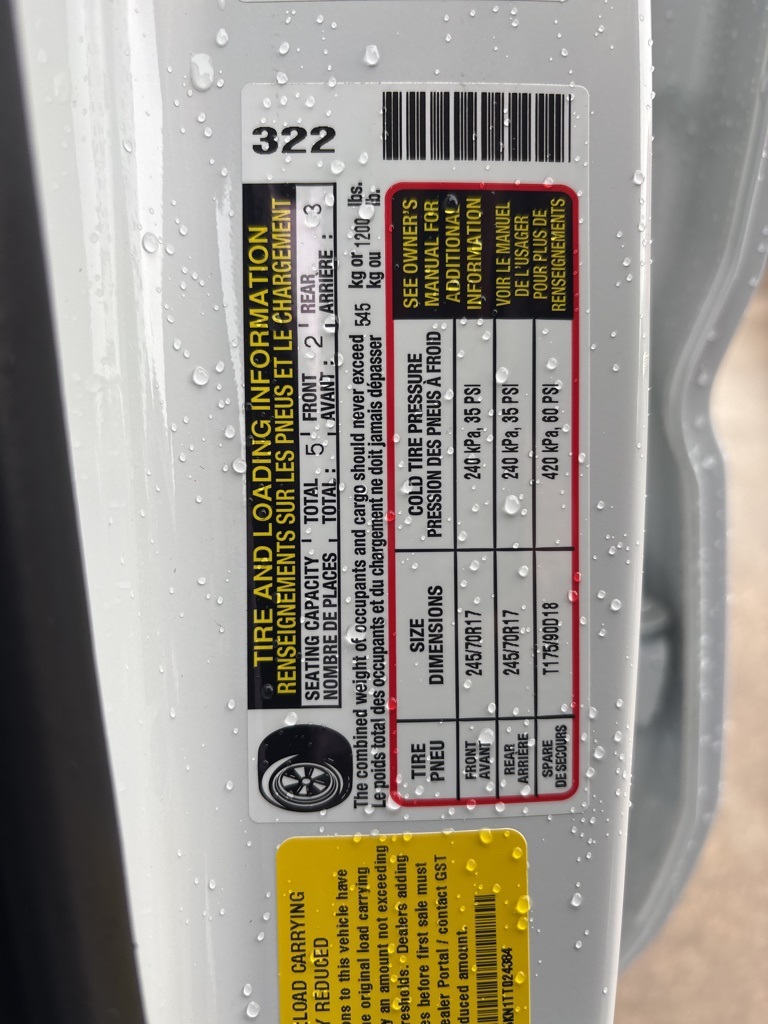 322
TIRE AND LOADING INFORMATION
RENSEIGNEMENTS SUR LES PNEUS ET LE CHARGEMENT
SEATING CAPACITY TOTAL 5 FRONT 2 REAR 3
NOMBRE DE PLACES TOTAL : AVANT : ARRIÈRE :
The combined weight of occupants and cargo should never exceed 545 kg or 1200 lbs.
Le poids total des occupants et du chargement ne doit jamais dépasser kg ou lb.
TIRE SIZE COLD TIRE PRESSURE
PNEU DIMENSIONS PRESSION DES PNEUS À FROID
FRONT
AVANT
245/70R17 240 kPa, 35 PSI
REAR
ARRIÈRE
245/70R17 240 kPa, 35 PSI
SPARE
DE SECOURS
T175/90D18 420 kPa, 60 PSI
SEE OWNER'S
MANUAL FOR
ADDITIONAL
INFORMATION
VOIR LE MANUEL
DE L'USAGER
POUR PLUS DE
RENSEIGNEMENTS
LOAD CARRYING
REDUCED
ons to this vehicle have
e original load carrying
y an amount not exceeding
resholds. Dealers adding
es before first sale must
ealer Portal / contact GST
duced amount.
KN1TT024384